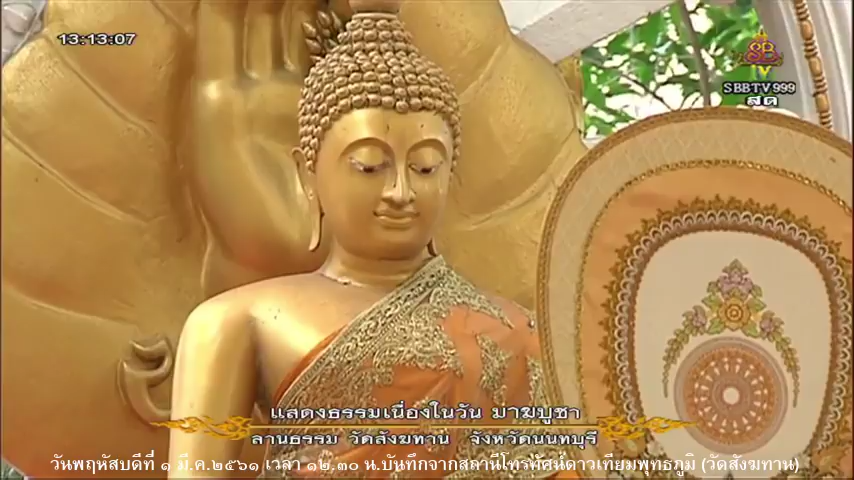 13:13:07
SB
TV
SBBTV999
สด
แสดงธรรมเนื่องในวัน มาฆบูชา
ลานธรรม วัดสังฆทาน จังหวัดนนทบุรี
วันพฤหัสบดีที่ ๑ มี.ค.๒๕๖๑ เวลา ๑๒.๓๐ น.บันทึกจากสถานีโทรทัศน์ดาวเทียมพุทธภูมิ (วัดสังฆทาน)